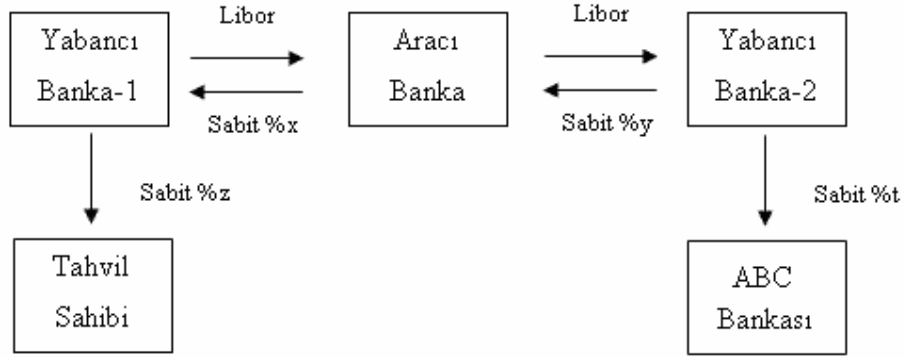 Libor
Libor
Yabancı
Banka-1
Aracı
Banka
Yabancı
Banka-2
Sabit %x
Sabit %y
Sabit %z
Sabit %t
Tahvil
Sahibi
ABC
Bankası